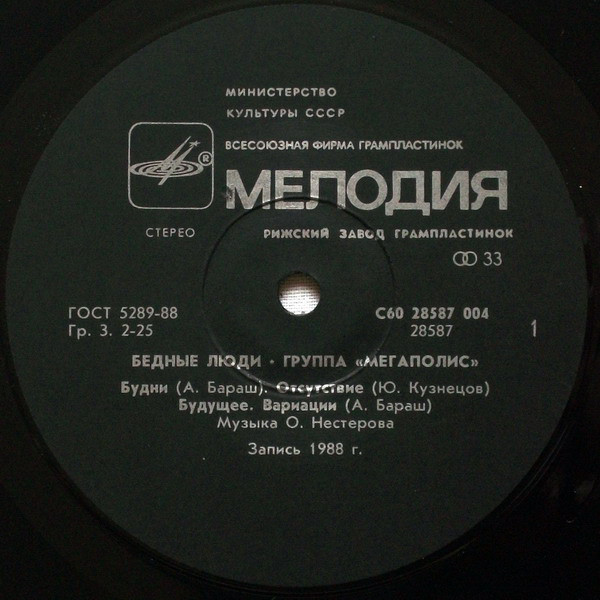 МИНИСТЕРСТВО
КУЛЬТУРЫ СССР
ВСЕСОЮЗНАЯ ФИРМА ГРАМПЛАСТИНОК
®
МЕЛОДИЯ
СТЕРЕО
РИЖСКИЙ ЗАВОД ГРАМПЛАСТИНОК
33
ГОСТ 5289-88
С60 28587 004
Гр. 3. 2-25
28587
1
БЕДНЫЕ ЛЮДИ · ГРУППА «МЕГАПОЛИС»
Будни (А. Бараш). Отсутствие (Ю. Кузнецов)
Будущее. Вариации (А. Бараш)
Музыка О. Нестерова
Запись 1988 г.